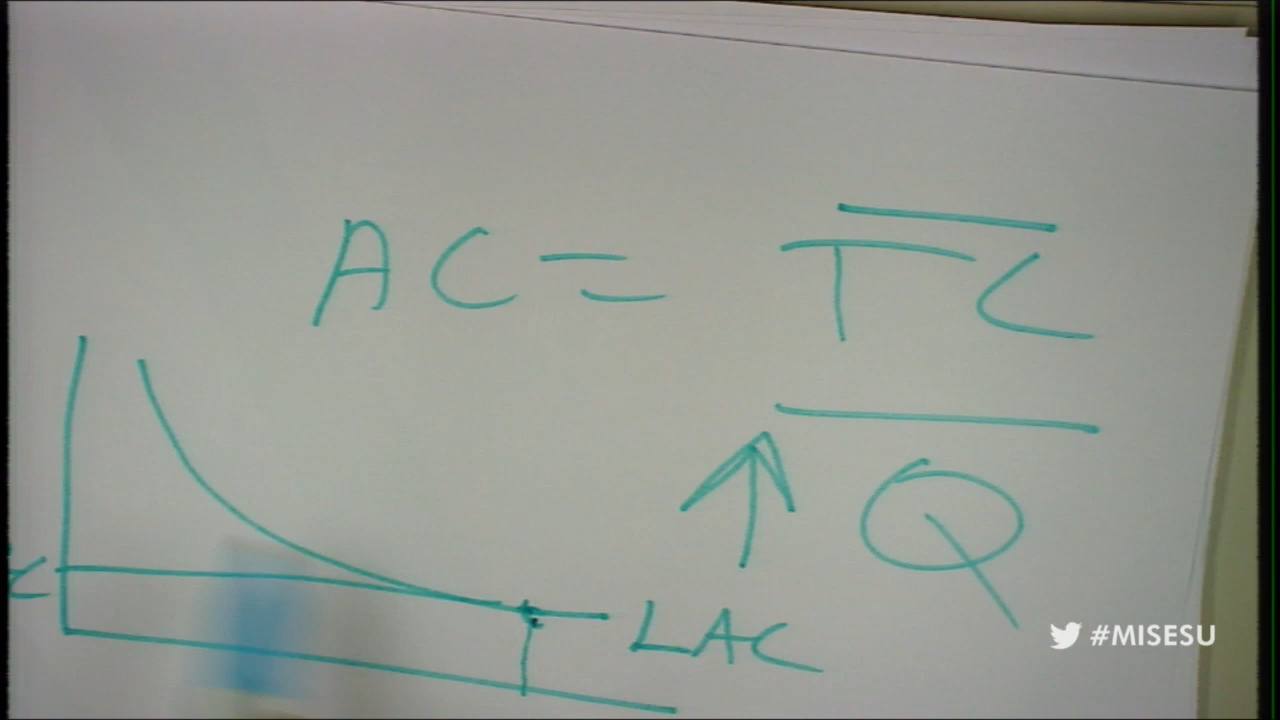 AC = TC
Q
LAC
#MISESU